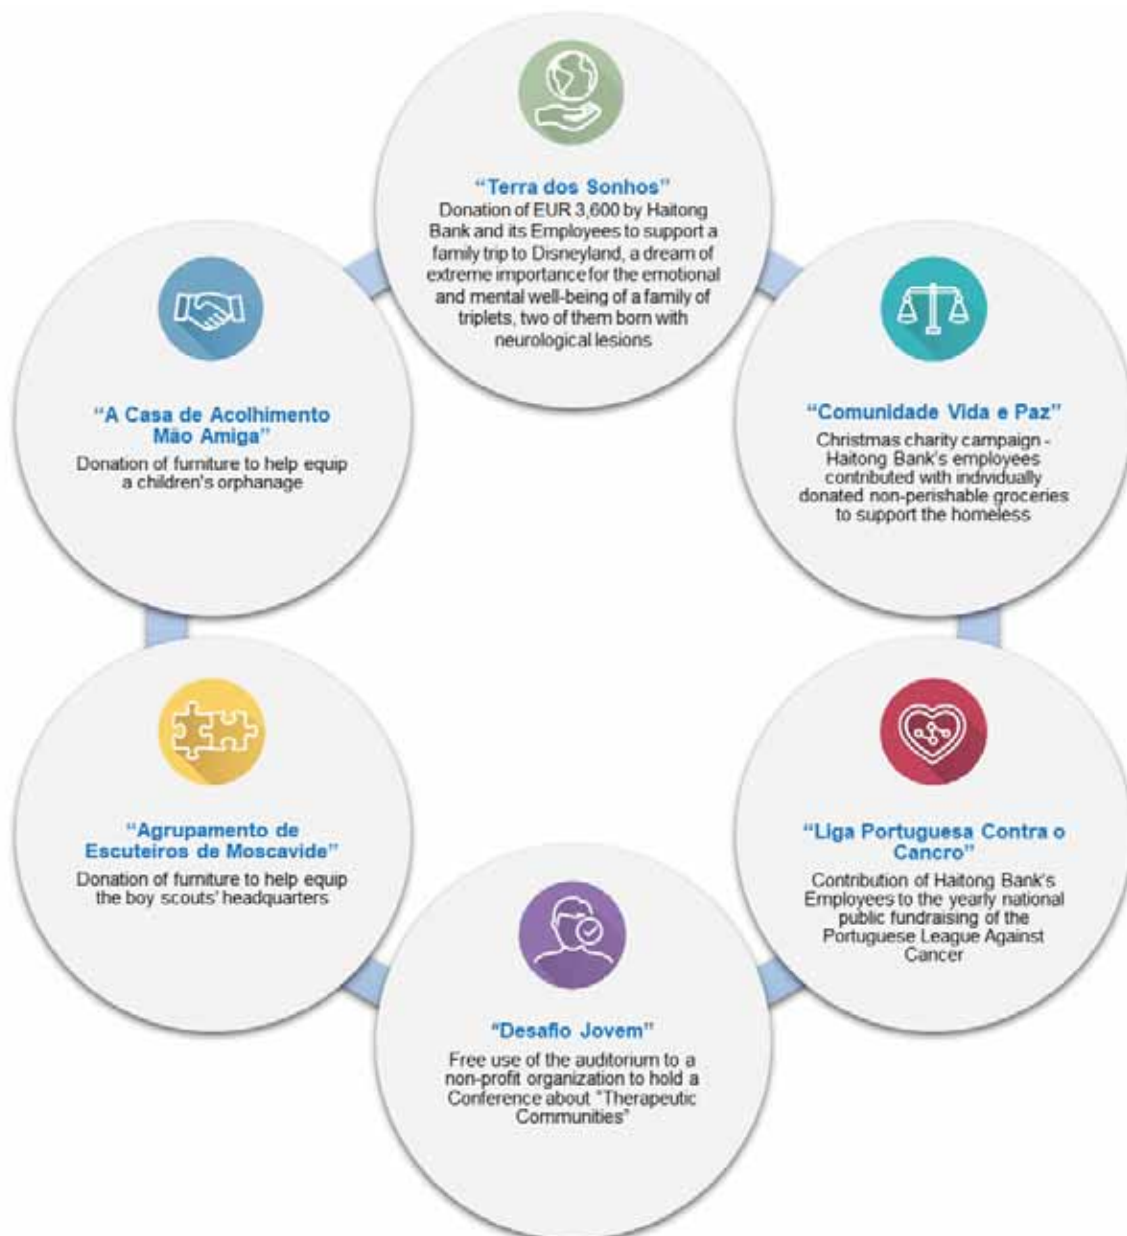 “Terra dos Sonhos”
Donation of EUR 3,600 by Haitong
Bank and its Employees to support a
family trip to Disneyland, a dream of
extreme importance for the emotional
and mental well-being of a family of
triplets, two of them born with
neurological lesions
“Comunidade Vida e Paz”
Christmas charity campaign -
Haitong Bank's employees
contributed with individually
donated non-perishable groceries
to support the homeless
“Liga Portuguesa Contra o
Cancro”
Contribution of Haitong Bank's
Employees to the yearly national
public fundraising of the
Portuguese League Against
Cancer
“Desafio Jovem”
Free use of the auditorium to a
non-profit organization to hold a
Conference about “Therapeutic
Communities”
“Agrupamento de
Escuteiros de Moscavide”
Donation of furniture to help equip
the boy scouts' headquarters
“A Casa de Acolhimento
Mão Amiga”
Donation of furniture to help equip
a children's orphanage